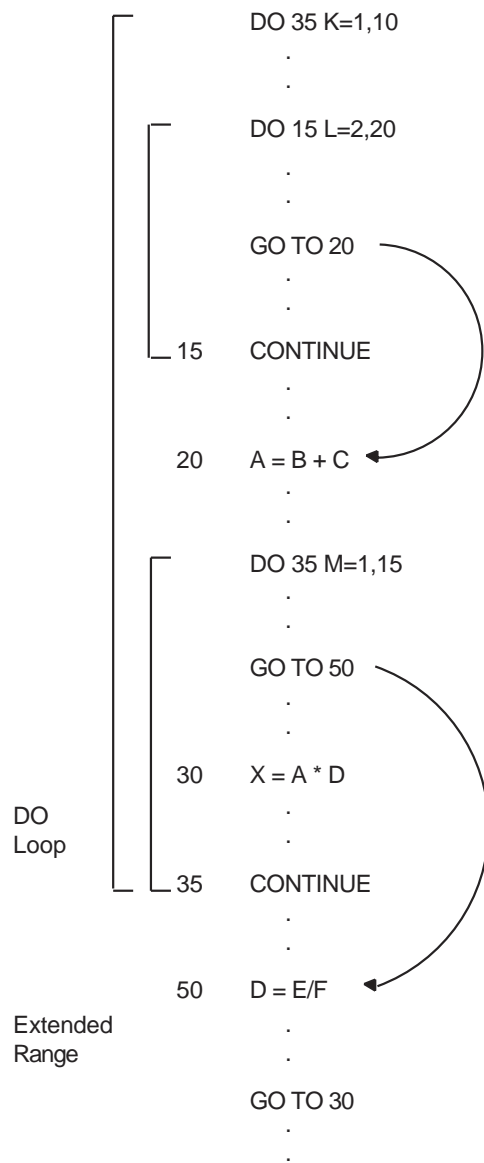 DO 35 K=1,10
.
.
DO 15 L=2,20
.
.
GO TO 20
.
.
15 CONTINUE
.
.
20 A = B + C
.
.
DO 35 M=1,15
.
.
GO TO 50
.
.
30 X = A * D
.
.
DO
Loop
35 CONTINUE
.
.
50 D = E/F
Extended
Range
.
.
GO TO 30
.
.